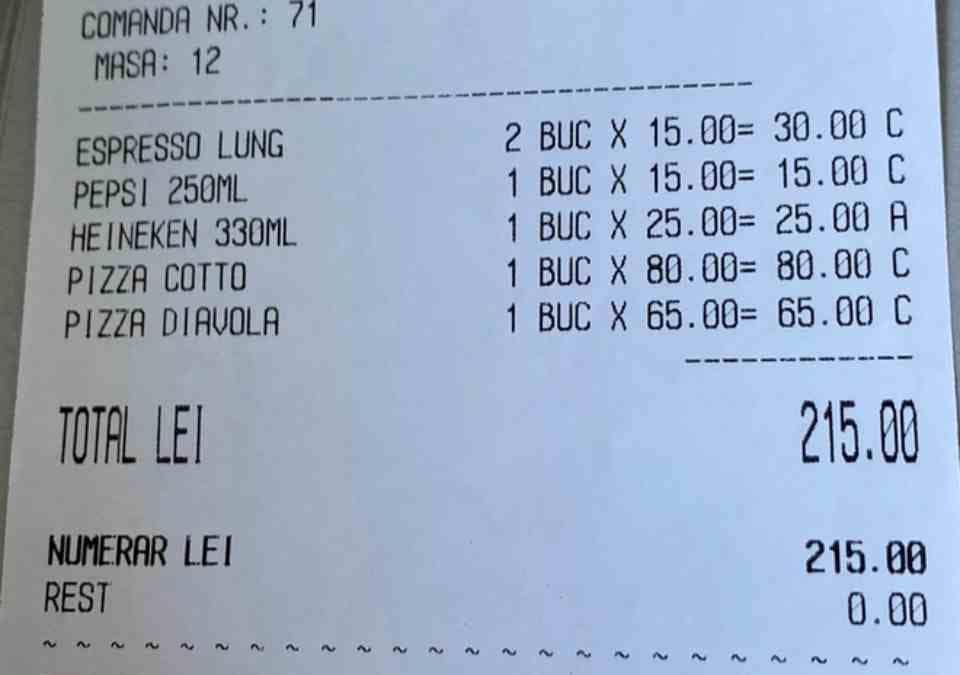 COMANDA NR.: 71
MASA: 12
----------------------------------------
ESPRESSO LUNG 2 BUC X 15.00= 30.00 C
PEPSI 250ML 1 BUC X 15.00= 15.00 C
HEINEKEN 330ML 1 BUC X 25.00= 25.00 A
PIZZA COTTO 1 BUC X 80.00= 80.00 C
PIZZA DIAVOLA 1 BUC X 65.00= 65.00 C
------------
TOTAL LEI 215.00
NUMERAR LEI 215.00
REST 0.00
~ ~ ~ ~ ~ ~ ~ ~ ~ ~ ~ ~ ~ ~ ~ ~ ~ ~ ~ ~ ~ ~ ~ ~